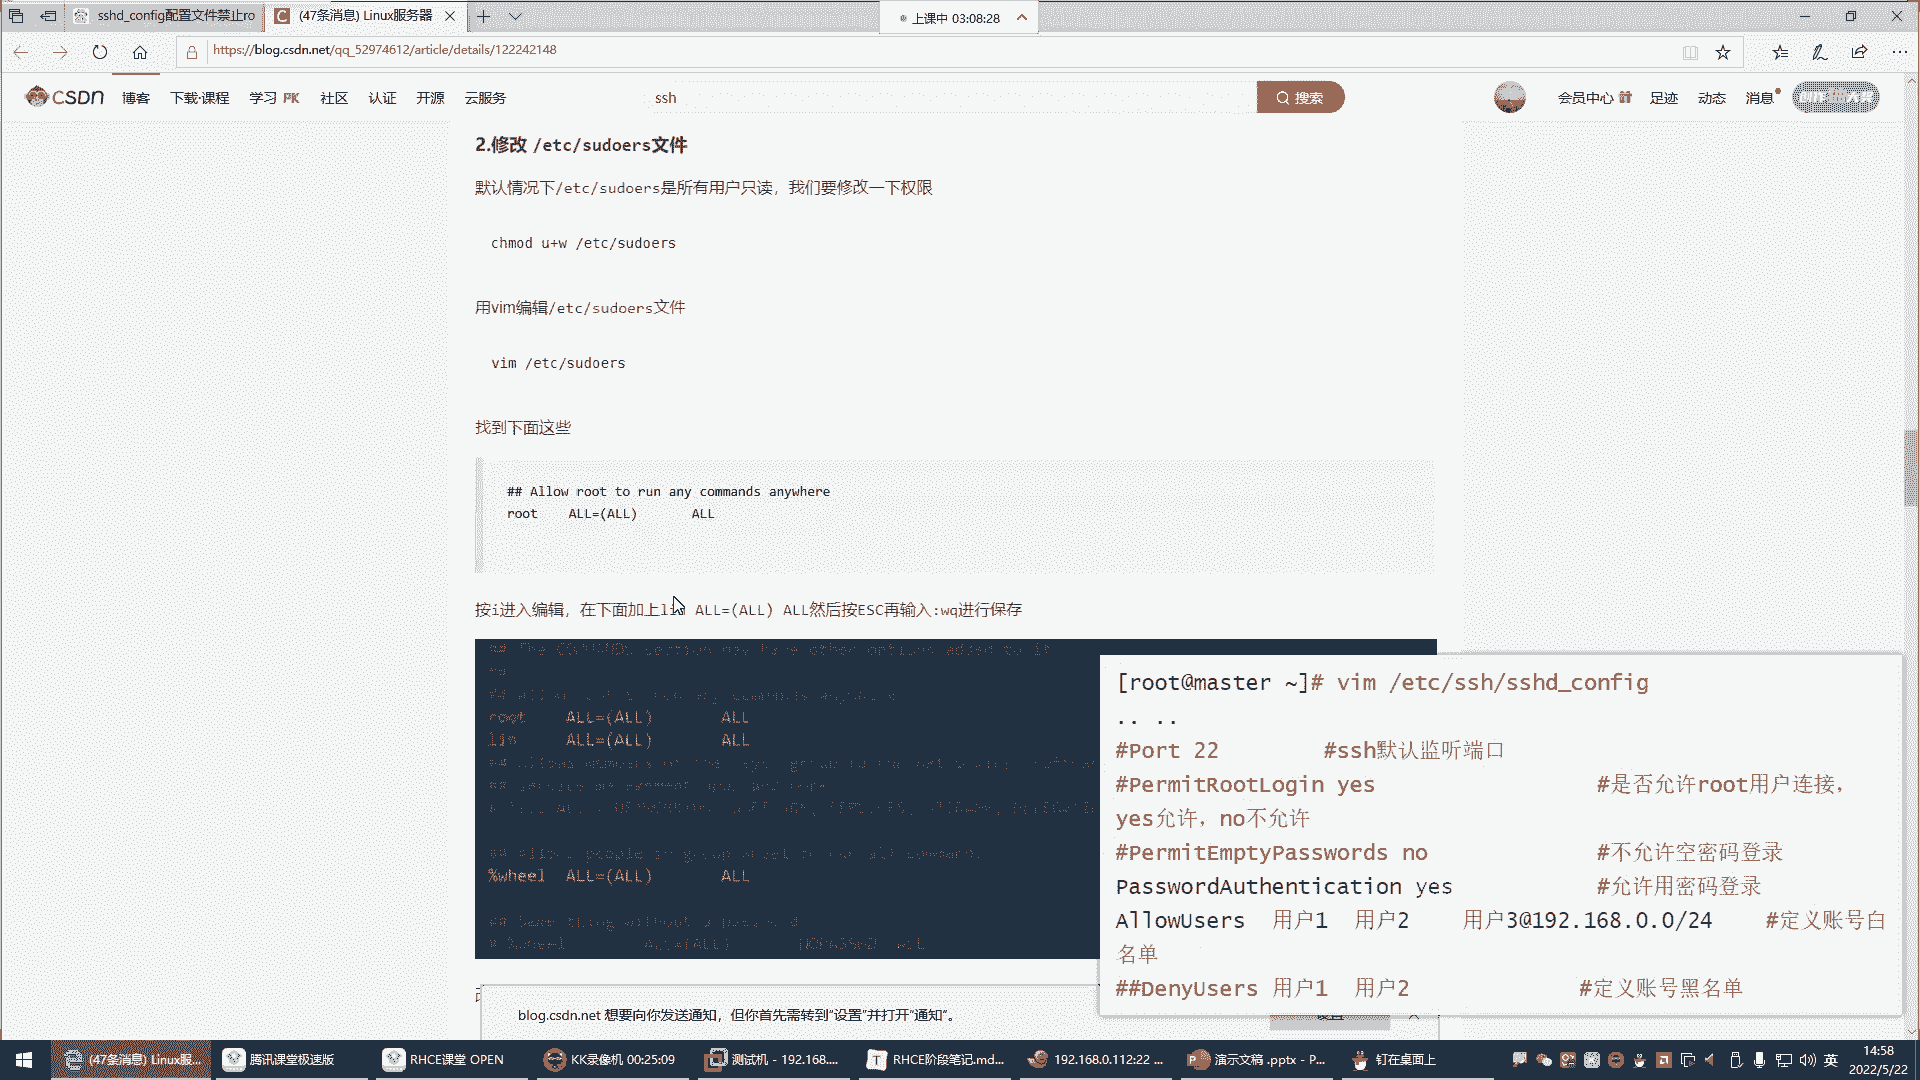 sshd_config配置文件禁止ro
(47条消息) Linux服务器
上课中 03:08:28
https://blog.csdn.net/qq_52974612/article/details/122242148
CSDN 博客 下载·课程 学习 PK 社区 认证 开源 云服务 ssh 搜索 会员中心 足迹 动态 消息
2.修改 /etc/sudoers文件
默认情况下/etc/sudoers是所有用户只读，我们要修改一下权限
chmod u+w /etc/sudoers
用vim编辑/etc/sudoers文件
vim /etc/sudoers
找到下面这些
## Allow root to run any commands anywhere
root ALL=(ALL) ALL
按i进入编辑，在下面加上lin ALL=(ALL) ALL然后按ESC再输入:wq进行保存
root ALL=(ALL) ALL
lin ALL=(ALL) ALL
%wheel ALL=(ALL) ALL
[root@master ~]# vim /etc/ssh/sshd_config
.. ..
#Port 22 #ssh默认监听端口
#PermitRootLogin yes #是否允许root用户连接，
yes允许，no不允许
#PermitEmptyPasswords no #不允许空密码登录
PasswordAuthentication yes #允许用密码登录
AllowUsers 用户1 用户2 用户3@192.168.0.0/24 #定义账号白
名单
##DenyUsers 用户1 用户2 #定义账号黑名单
blog.csdn.net 想要向你发送通知，但你首先需转到"设置"并打开"通知"。
(47条消息) Linux服... 腾讯课堂极速版 RHCE课堂 OPEN KK录像机 00:25:09 测试机 - 192.168.... RHCE阶段笔记.md... 192.168.0.112:22 ... 演示文稿 .pptx - P... 钉在桌面上 英 14:58
2022/5/22